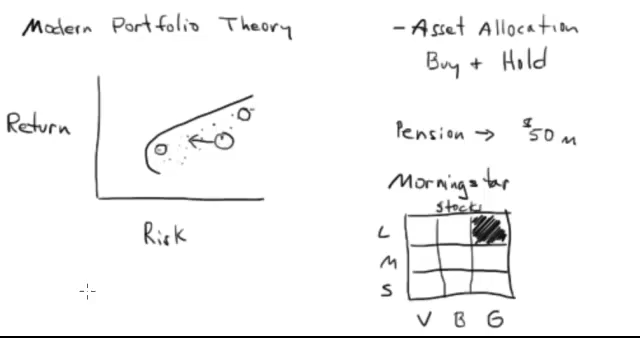 Modern Portfolio Theory
Return
Risk
- Asset Allocation
Buy + Hold
Pension → $50 M
Morningstar
Stocks
L
M
S
V B G